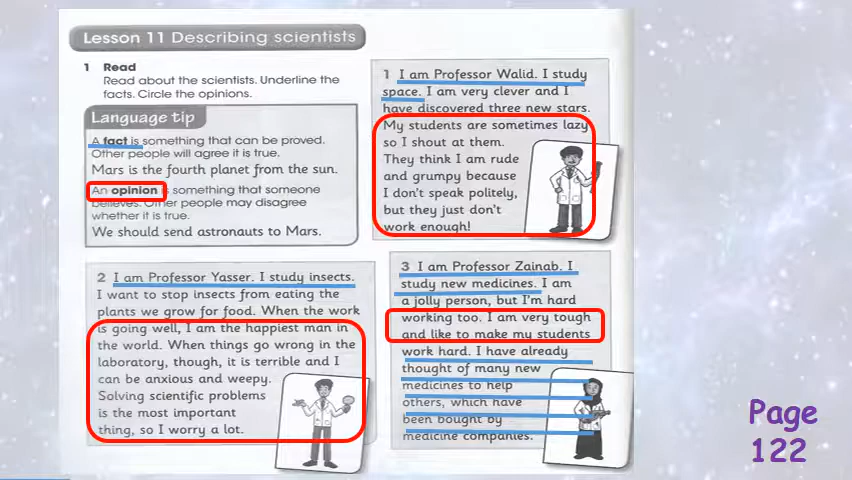 Lesson 11 Describing scientists
1 Read
Read about the scientists. Underline the
facts. Circle the opinions.
Language tip
A fact is something that can be proved.
Other people will agree it is true.
Mars is the fourth planet from the sun.
An opinion is something that someone
believes. Other people may disagree
whether it is true.
We should send astronauts to Mars.
1 I am Professor Walid. I study
space. I am very clever and I
have discovered three new stars.
My students are sometimes lazy
so I shout at them.
They think I am rude
and grumpy because
I don't speak politely,
but they just don't
work enough!
2 I am Professor Yasser. I study insects.
I want to stop insects from eating the
plants we grow for food. When the work
is going well, I am the happiest man in
the world. When things go wrong in the
laboratory, though, it is terrible and I
can be anxious and weepy.
Solving scientific problems
is the most important
thing, so I worry a lot.
3 I am Professor Zainab. I
study new medicines. I am
a jolly person, but I'm hard
working too. I am very tough
and like to make my students
work hard. I have already
thought of many new
medicines to help
others, which have
been bought by
medicine companies.
Page
122